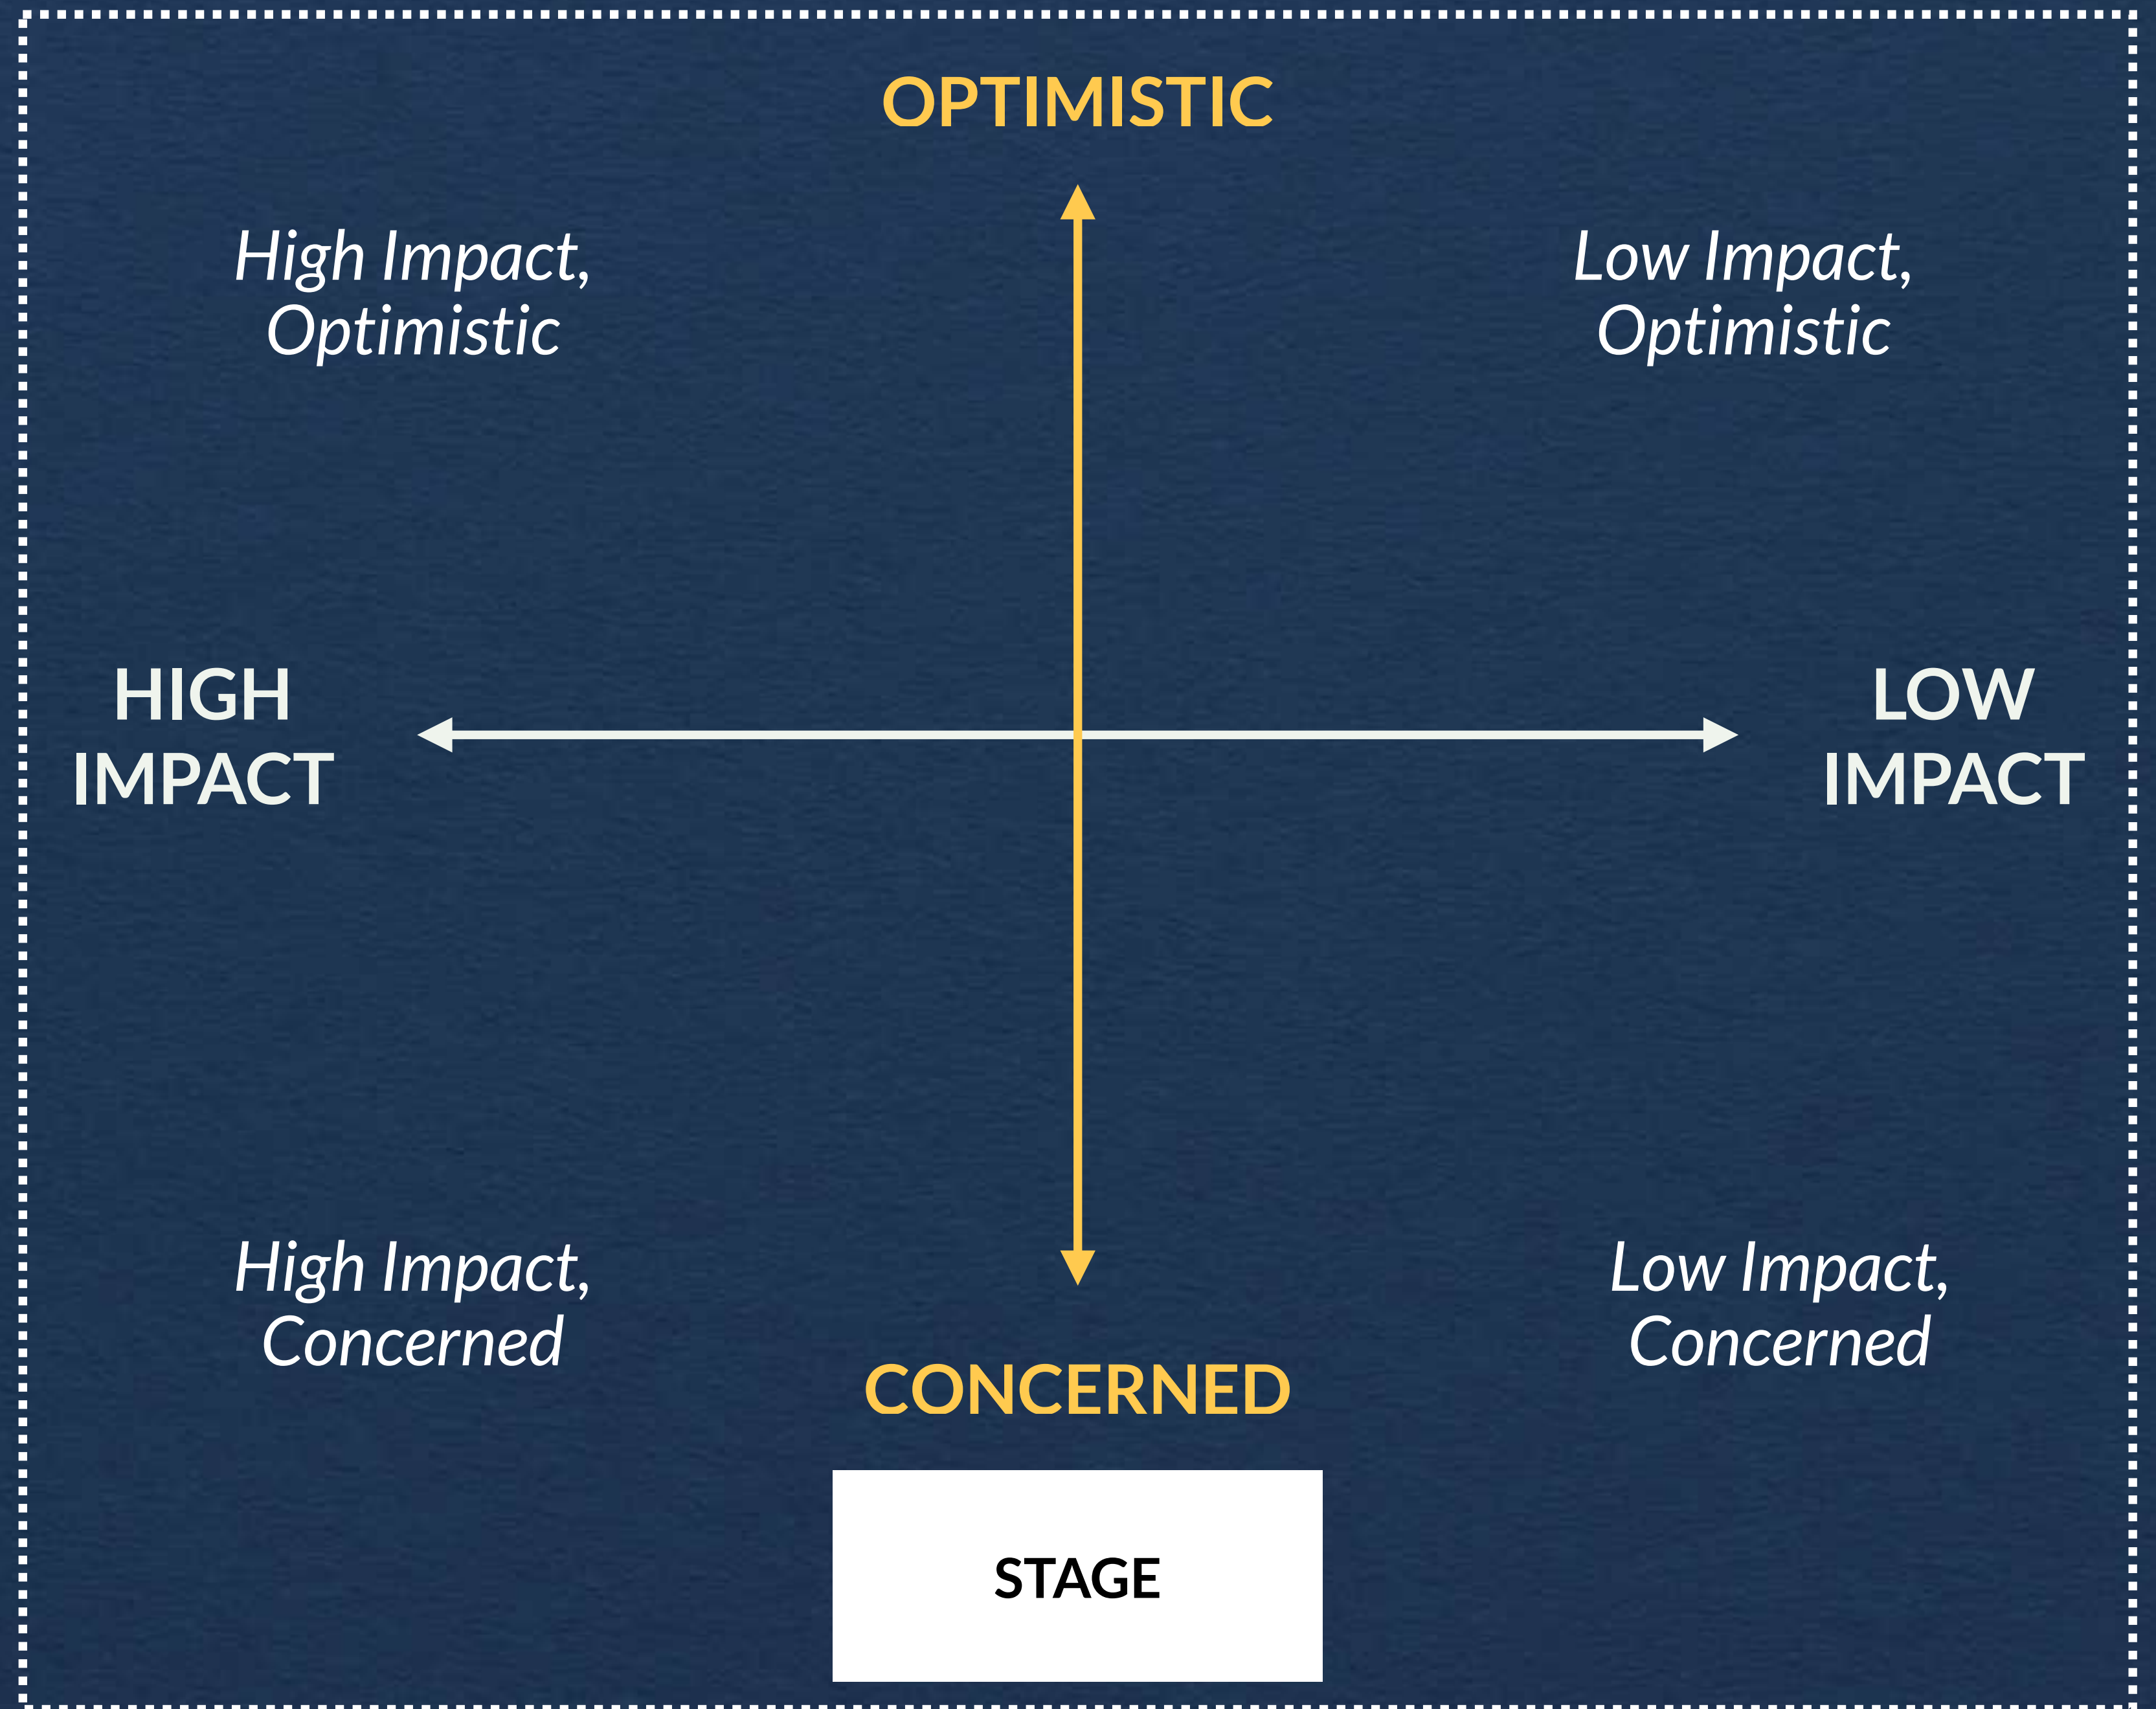 OPTIMISTIC
High Impact,
Optimistic
Low Impact,
Optimistic
HIGH
IMPACT
LOW
IMPACT
High Impact,
Concerned
Low Impact,
Concerned
CONCERNED
STAGE